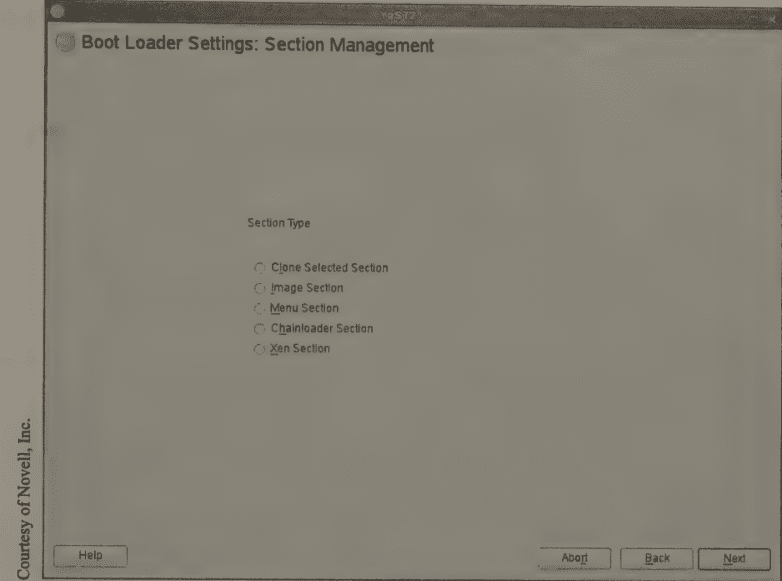 YaST2
Boot Loader Settings: Section Management
Section Type
Clone Selected Section
Image Section
Menu Section
Chainloader Section
Xen Section
Help
Abort
Back
Next
Courtesy of Novell, Inc.